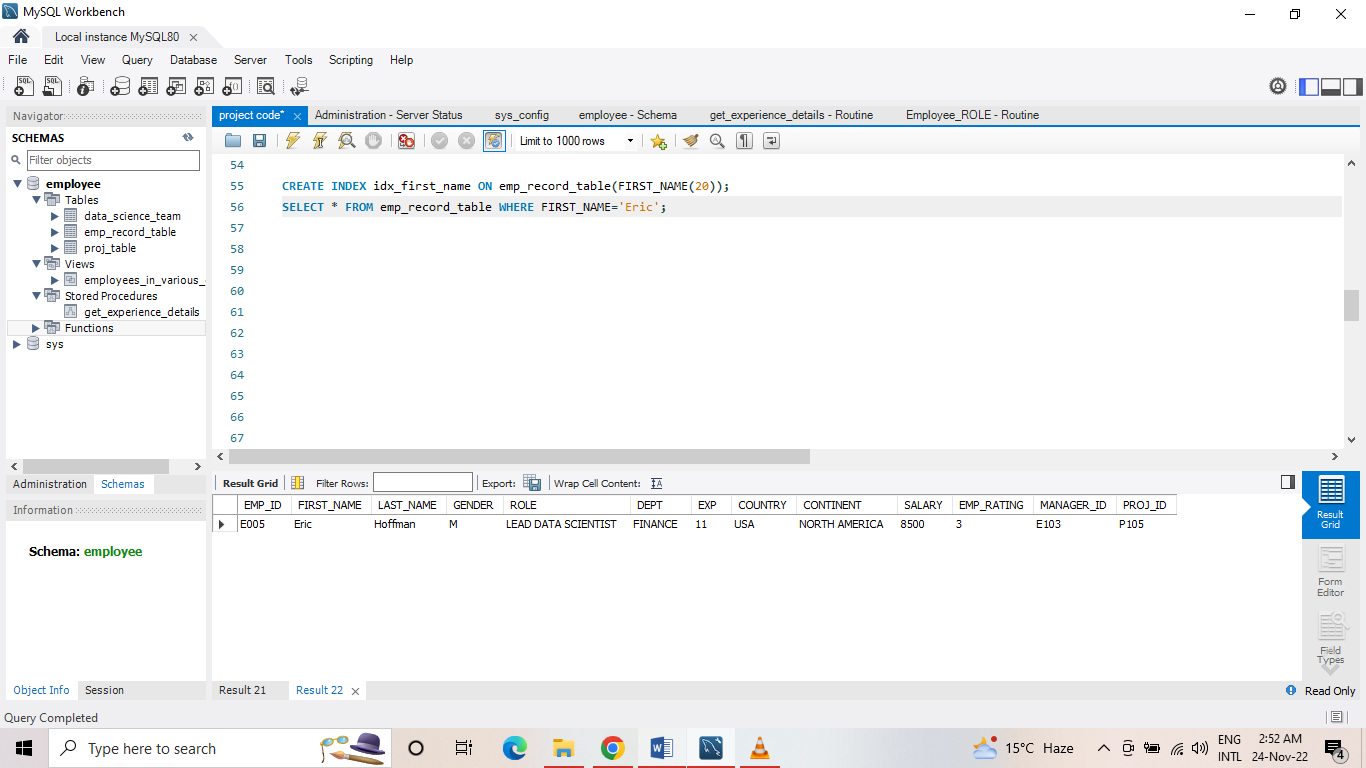 MySQL Workbench
Local instance MySQL80
File Edit View Query Database Server Tools Scripting Help
Navigator
SCHEMAS
Filter objects
employee
Tables
data_science_team
emp_record_table
proj_table
Views
employees_in_various_
Stored Procedures
get_experience_details
Functions
sys
Administration Schemas
Information
Schema: employee
Object Info Session
project code* Administration - Server Status sys_config employee - Schema get_experience_details - Routine Employee_ROLE - Routine
Limit to 1000 rows
54
55 CREATE INDEX idx_first_name ON emp_record_table(FIRST_NAME(20));
56 SELECT * FROM emp_record_table WHERE FIRST_NAME='Eric';
57
58
59
60
61
62
63
64
65
66
67
Result Grid Filter Rows: Export: Wrap Cell Content:
EMP_ID FIRST_NAME LAST_NAME GENDER ROLE DEPT EXP COUNTRY CONTINENT SALARY EMP_RATING MANAGER_ID PROJ_ID
E005 Eric Hoffman M LEAD DATA SCIENTIST FINANCE 11 USA NORTH AMERICA 8500 3 E103 P105
Result
Grid
Form
Editor
Field
Types
Result 21 Result 22 Read Only
Query Completed
Type here to search
15°C Haze
ENG
INTL
2:52 AM
24-Nov-22
4